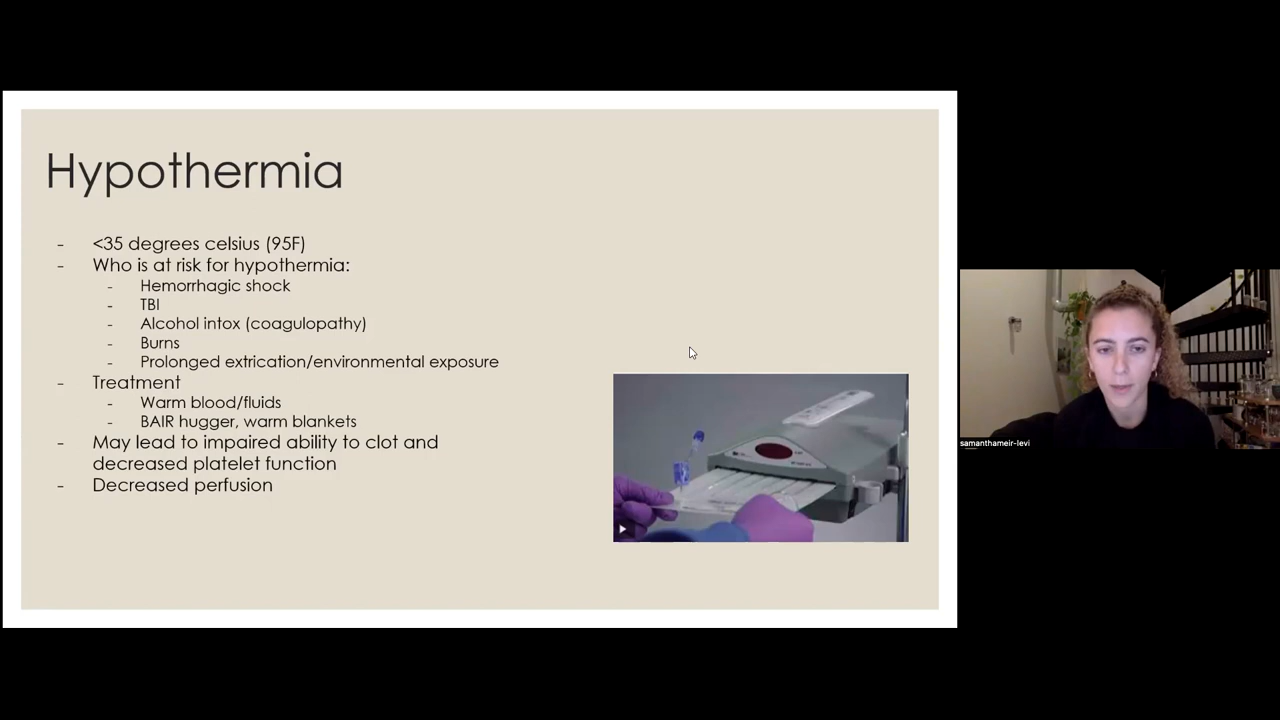 Hypothermia
- <35 degrees celsius (95F)
- Who is at risk for hypothermia:
- Hemorrhagic shock
- TBI
- Alcohol intox (coagulopathy)
- Burns
- Prolonged extrication/environmental exposure
- Treatment
- Warm blood/fluids
- BAIR hugger, warm blankets
- May lead to impaired ability to clot and
decreased platelet function
- Decreased perfusion
samanthameir-levi